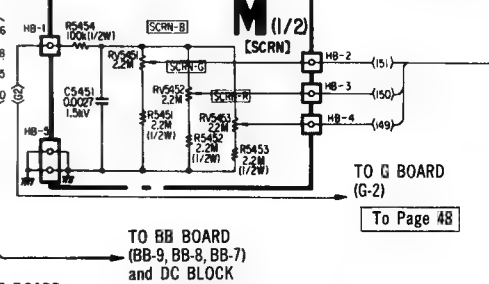 HB-1
R5454
100k(1/2W)
SCRN-B
M (1/2)
[SCRN]
RV5451
2.2M
SCRN-G
HB-2
(151)
RV5452
2.2M
SCRN-R
HB-3
(150)
C5451
0.0027
1.5kV
R5451
2.2M
(1/2W)
RV5453
2.2M
HB-4
(149)
R5452
2.2M
(1/2W)
R5453
2.2M
(1/2W)
HB-5
TO G BOARD
(G-2)
To Page 48
TO BB BOARD
(BB-9, BB-8, BB-7)
and DC BLOCK